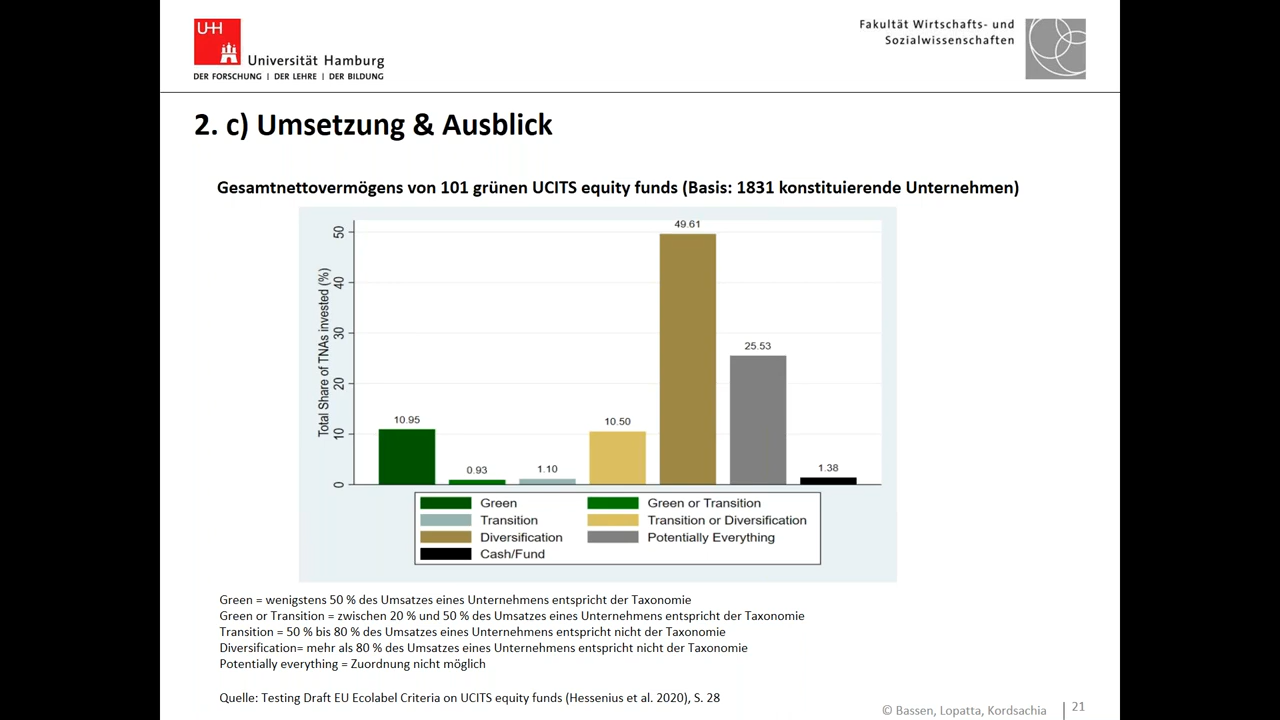 UHH
Universität Hamburg
DER FORSCHUNG | DER LEHRE | DER BILDUNG
Fakultät Wirtschafts- und
Sozialwissenschaften
2. c) Umsetzung & Ausblick
Gesamtnettovermögens von 101 grünen UCITS equity funds (Basis: 1831 konstituierende Unternehmen)
Total Share of TNAs invested (%)
50
40
30
20
10
0
10.95
0.93
1.10
10.50
49.61
25.53
1.38
Green
Green or Transition
Transition
Transition or Diversification
Diversification
Potentially Everything
Cash/Fund
Green = wenigstens 50 % des Umsatzes eines Unternehmens entspricht der Taxonomie
Green or Transition = zwischen 20 % und 50 % des Umsatzes eines Unternehmens entspricht der Taxonomie
Transition = 50 % bis 80 % des Umsatzes eines Unternehmens entspricht nicht der Taxonomie
Diversification= mehr als 80 % des Umsatzes eines Unternehmens entspricht nicht der Taxonomie
Potentially everything = Zuordnung nicht möglich
Quelle: Testing Draft EU Ecolabel Criteria on UCITS equity funds (Hessenius et al. 2020), S. 28
© Bassen, Lopatta, Kordsachia
21